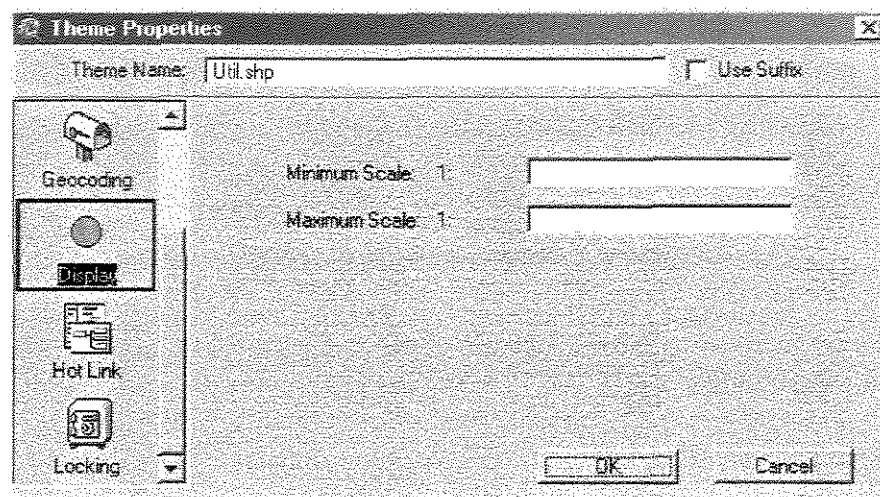 Theme Properties
Theme Name: Util.shp Use Suffix
Geocoding
Display
Hot Link
Locking
Minimum Scale 1:
Maximum Scale 1:
OK Cancel